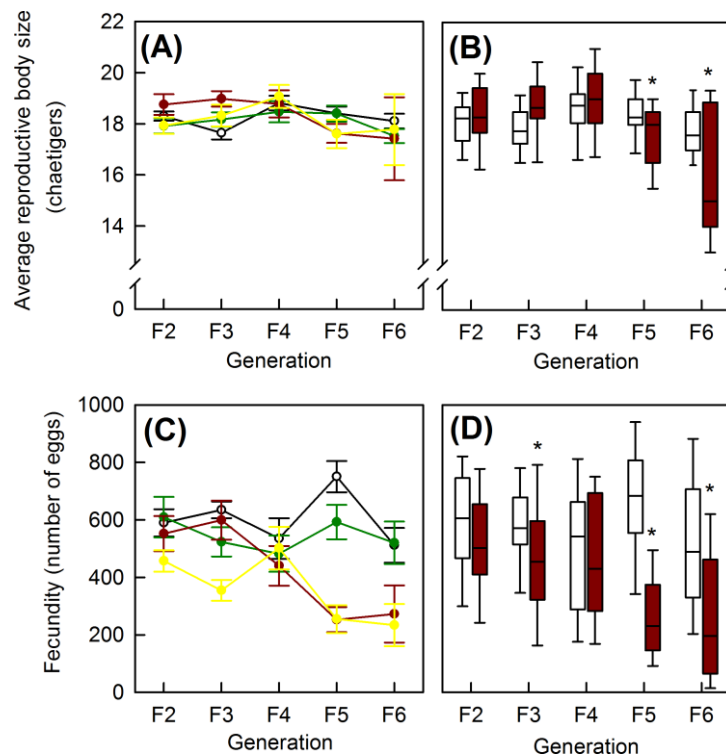 Average reproductive body size
(chaetigers)
22
20
18
16
14
0
(A)
F2 F3 F4 F5 F6
Generation
(B)
* *
F2 F3 F4 F5 F6
Generation
Fecundity (number of eggs)
1000
800
600
400
200
0
(C)
F2 F3 F4 F5 F6
Generation
(D)
* * *
F2 F3 F4 F5 F6
Generation